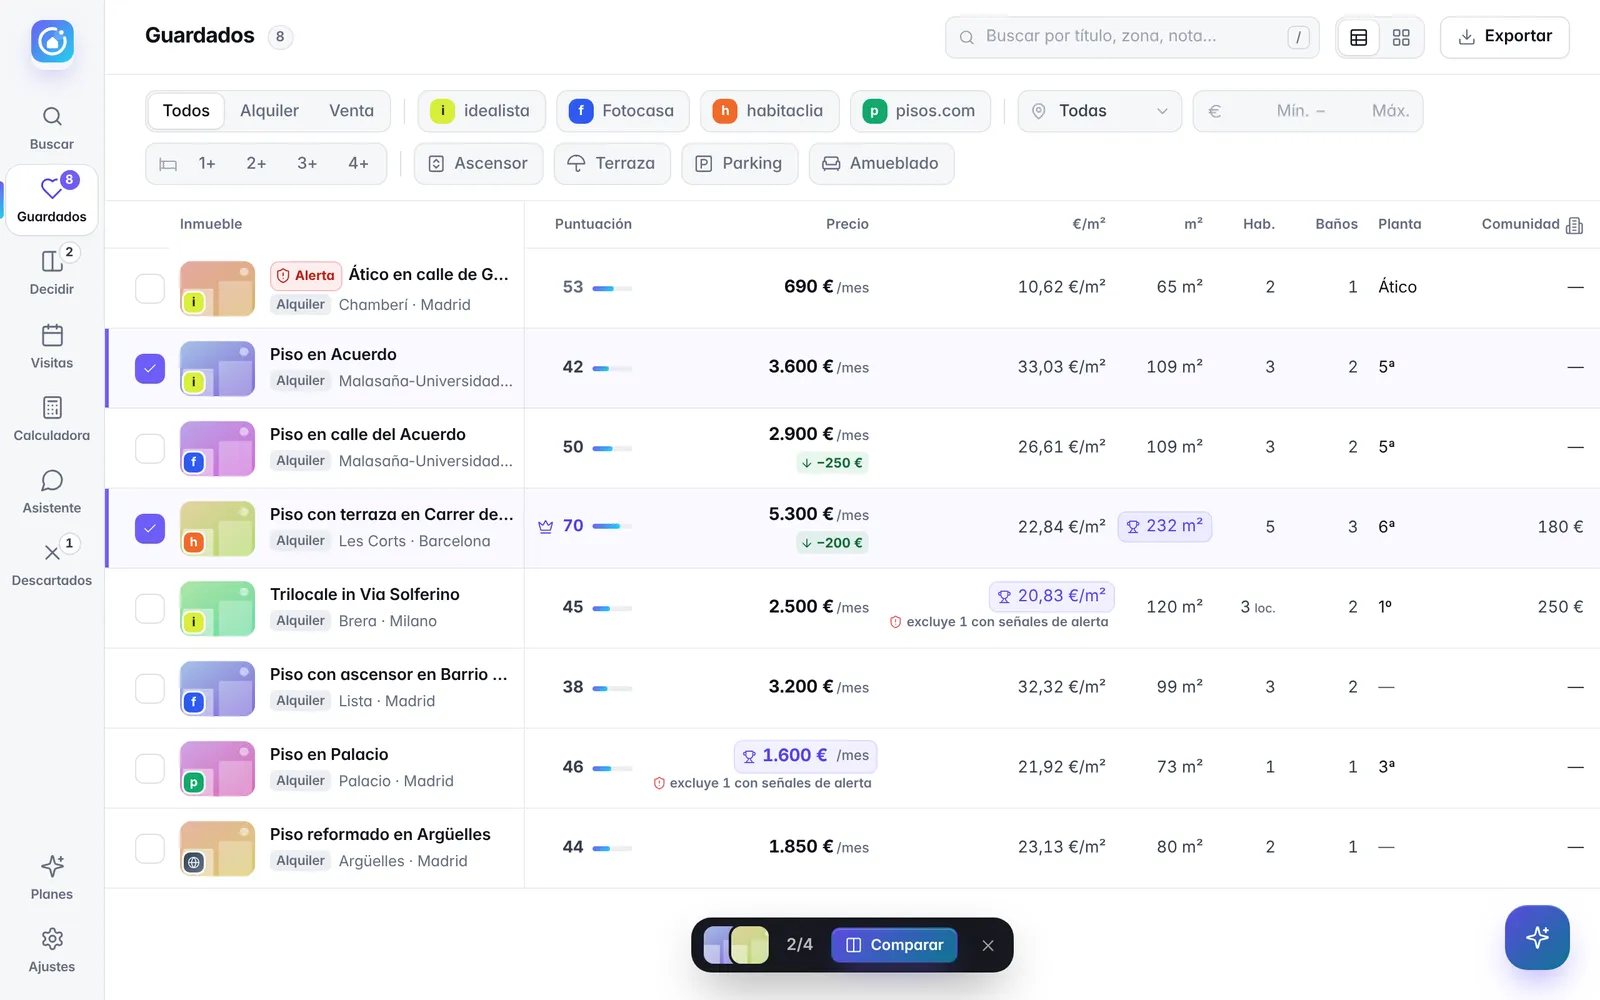 Guardados 8
Buscar por título, zona, nota... /
Exportar
Buscar
8
Guardados
2
Decidir
Visitas
Calculadora
Asistente
1
Descartados
Planes
Ajustes
Todos Alquiler Venta
i idealista
f Fotocasa
h habitaclia
p pisos.com
Todas
€ Mín. – Máx.
1+ 2+ 3+ 4+
Ascensor
Terraza
P Parking
Amueblado
Inmueble Puntuación Precio €/m² m² Hab. Baños Planta Comunidad
i Alerta Ático en calle de G... 53 690 € /mes 10,62 €/m² 65 m² 2 1 Ático —
Alquiler Chamberí · Madrid
i Piso en Acuerdo 42 3.600 € /mes 33,03 €/m² 109 m² 3 2 5ª —
Alquiler Malasaña-Universidad...
f Piso en calle del Acuerdo 50 2.900 € /mes 26,61 €/m² 109 m² 3 2 5ª —
Alquiler Malasaña-Universidad... ↓ −250 €
h Piso con terraza en Carrer de... 70 5.300 € /mes 22,84 €/m² 232 m² 5 3 6ª 180 €
Alquiler Les Corts · Barcelona ↓ −200 €
i Trilocale in Via Solferino 45 2.500 € /mes 20,83 €/m² 120 m² 3 loc. 2 1º 250 €
Alquiler Brera · Milano excluye 1 con señales de alerta
f Piso con ascensor en Barrio ... 38 3.200 € /mes 32,32 €/m² 99 m² 3 2 — —
Alquiler Lista · Madrid
p Piso en Palacio 46 1.600 € /mes 21,92 €/m² 73 m² 1 1 3ª —
Alquiler Palacio · Madrid excluye 1 con señales de alerta
Piso reformado en Argüelles 44 1.850 € /mes 23,13 €/m² 80 m² 2 1 — —
Alquiler Argüelles · Madrid
2/4 Comparar